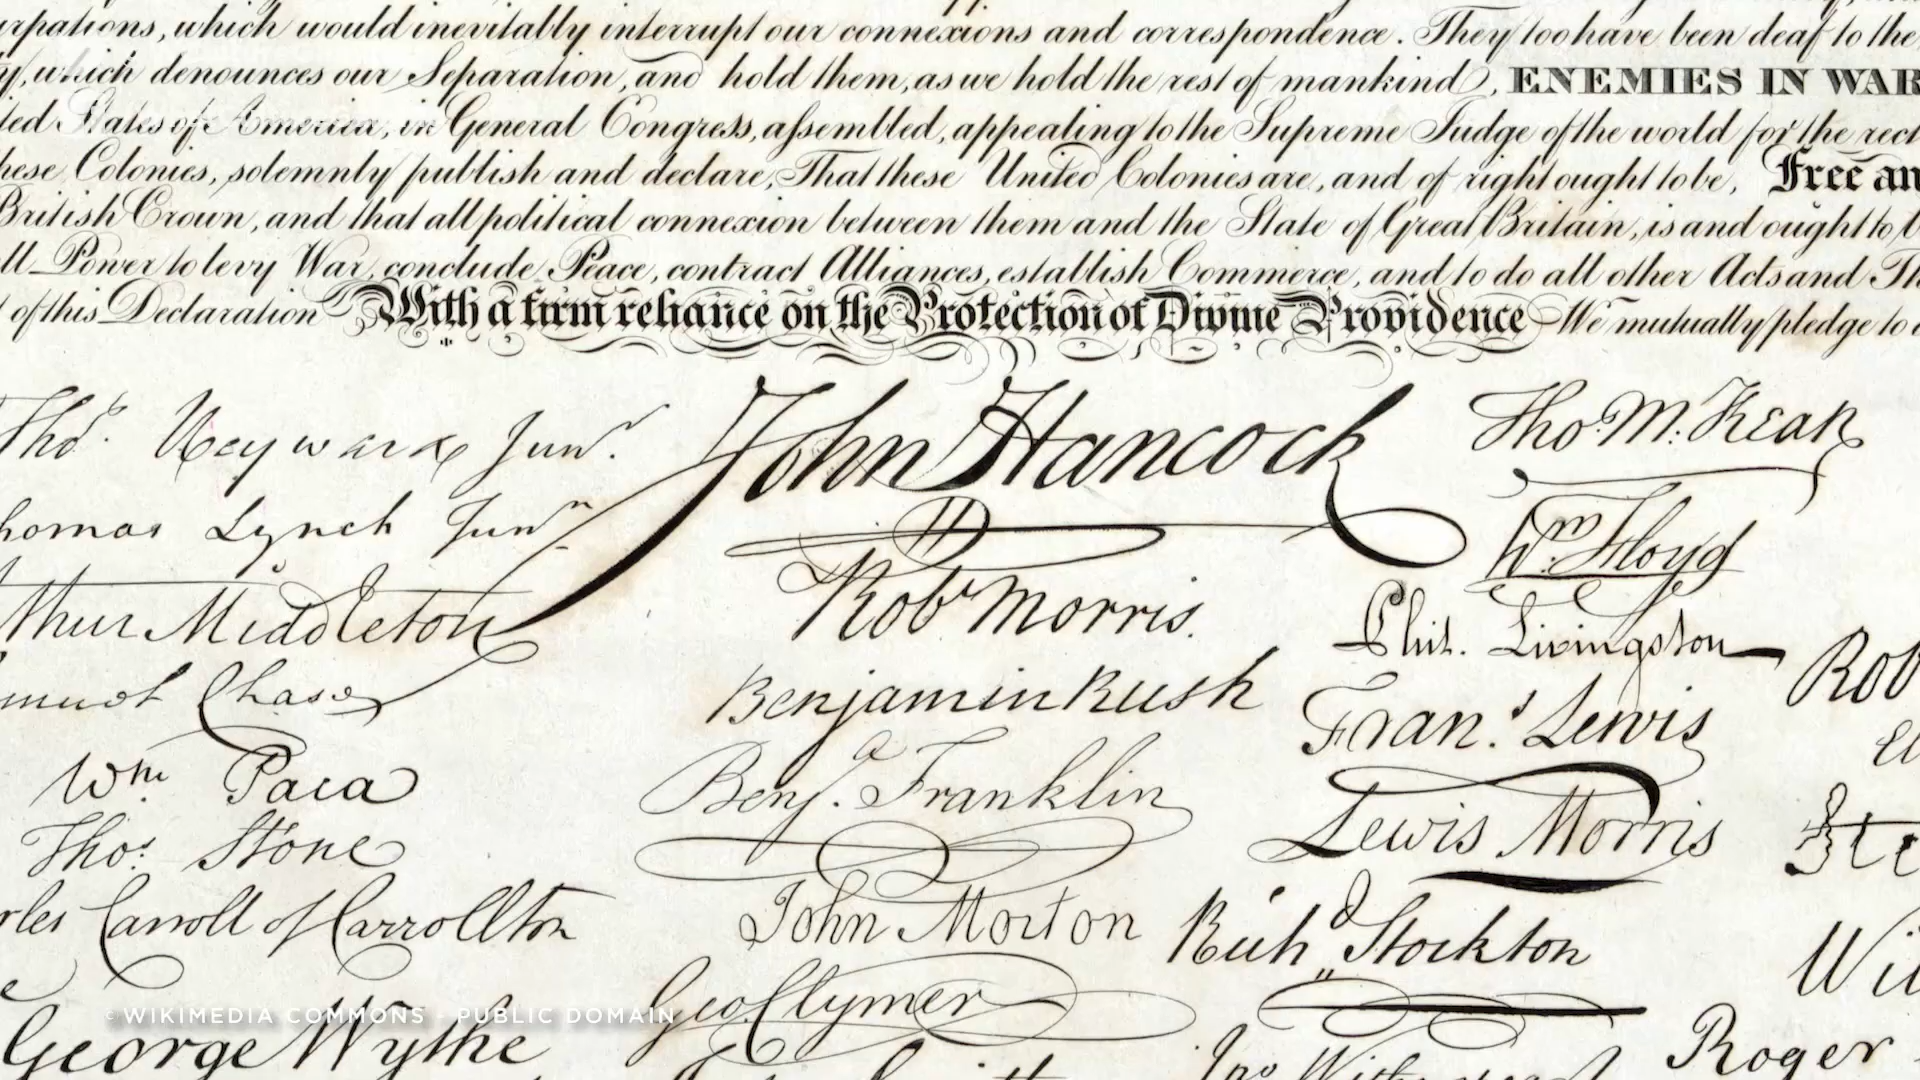 which would inevitably interrupt our connexions and correspondence. They too have been deaf to the
which denounces our Separation, and hold them, as we hold the rest of mankind, ENEMIES IN WAR
States of America, in General Congress, assembled, appealing to the Supreme Judge of the world for the rect
hese Colonies, solemnly publish and declare, That these United Colonies are, and of right ought to be, Free an
British Crown, and that all political connexion between them and the State of Great Britain, is and ought to b
ll Power to levy War, conclude Peace, contract Alliances, establish Commerce, and to do all other Acts and Th
of this Declaration With a firm reliance on the Protection of Divine Providence We mutually pledge to
Thos. Heyward Junr.
homas Lynch Junr.
thur Middleton
muel Chase
Wm. Paca
Thos. Stone
rles Carroll of Carrollton
George Wythe
John Hancock
Robt Morris.
Benjamin Rush
Benja. Franklin
John Morton
Geo Clymer
Tho M:Kean
Wm. Floyd
Phil. Livingston
Frans. Lewis
Lewis Morris
Richd. Stockton
Jno Witherspoon
Rob
Wil
Roger
© WIKIMEDIA COMMONS - PUBLIC DOMAIN